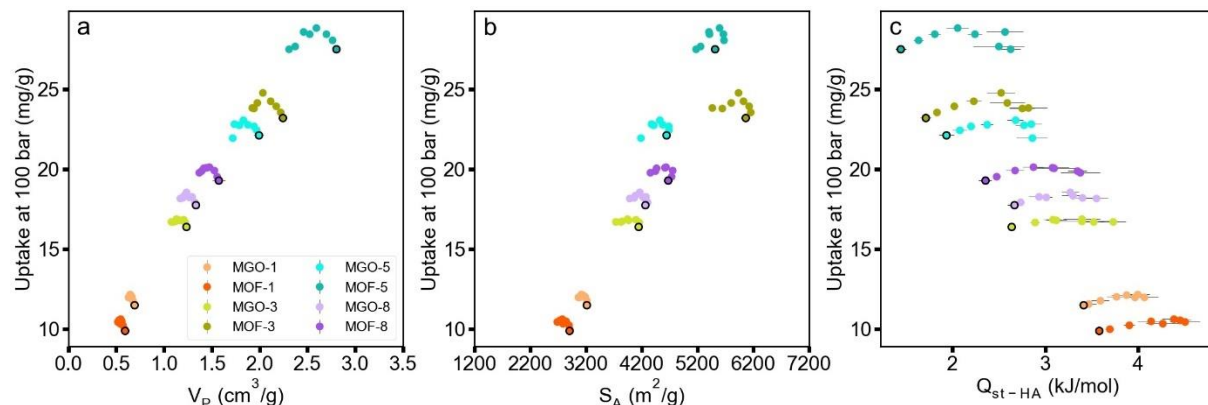 a
Uptake at 100 bar (mg/g)
25
20
15
10
MGO-1
MOF-1
MGO-3
MOF-3
MGO-5
MOF-5
MGO-8
MOF-8
0.0 0.5 1.0 1.5 2.0 2.5 3.0 3.5
V_P (cm³/g)
b
Uptake at 100 bar (mg/g)
25
20
15
10
1200 2200 3200 4200 5200 6200 7200
S_A (m²/g)
c
Uptake at 100 bar (mg/g)
25
20
15
10
2 3 4
Q_st−HA (kJ/mol)